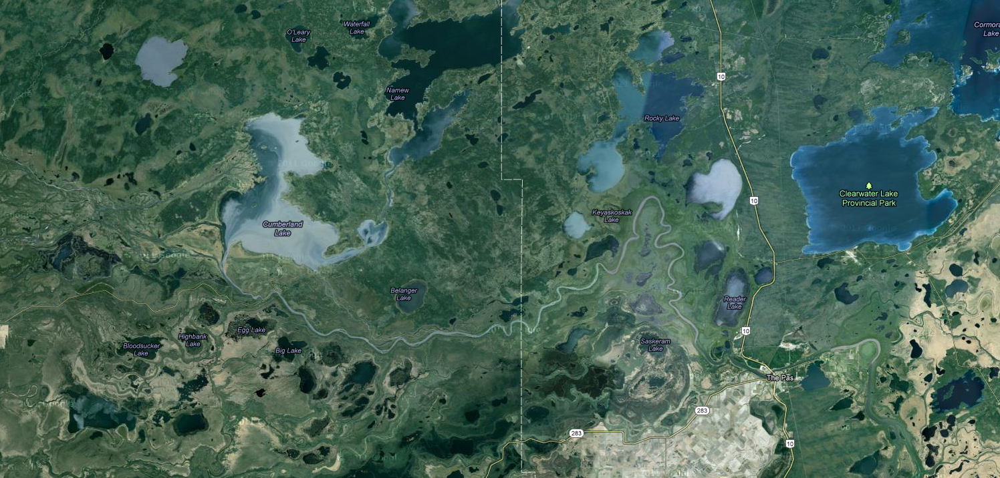 Waterfall
Lake
O'Leary
Lake
Cormora
Lake
10
Namew
Lake
Rocky Lake
Clearwater Lake
Provincial Park
10
Keyaskoskak
Lake
Cumberland
Lake
Belanger
Lake
Reader
Lake
Egg Lake
10
Highbank
Lake
Bloodsucker
Lake
Big Lake
Saskeram
Lake
The Pas
283
283
10